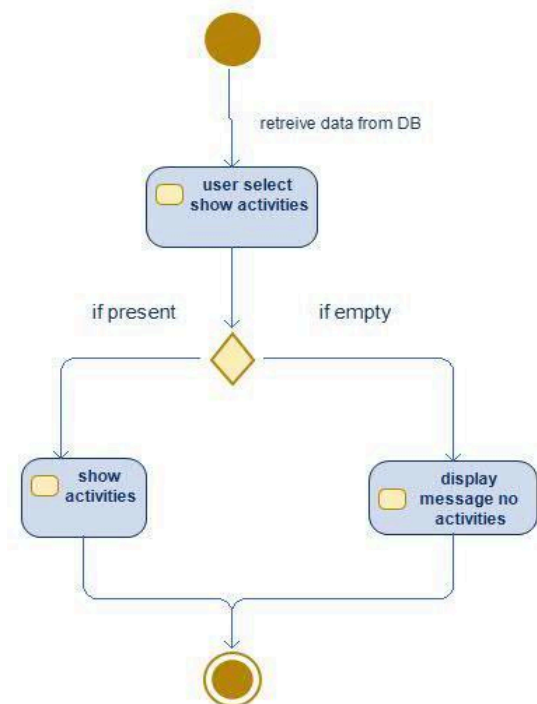 retreive data from DB
user select
show activities
if present
if empty
show
activities
display
message no
activities